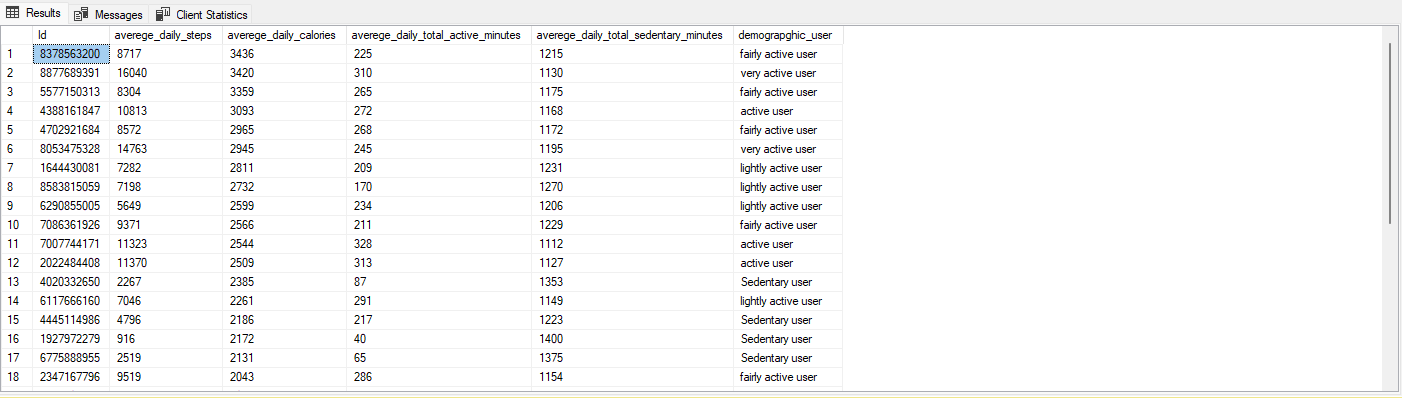 Results Messages Client Statistics
Id averege_daily_steps averege_daily_calories averege_daily_total_active_minutes averege_daily_total_sedentary_minutes demograpghic_user
1 8378563200 8717 3436 225 1215 fairly active user
2 8877689391 16040 3420 310 1130 very active user
3 5577150313 8304 3359 265 1175 fairly active user
4 4388161847 10813 3093 272 1168 active user
5 4702921684 8572 2965 268 1172 fairly active user
6 8053475328 14763 2945 245 1195 very active user
7 1644430081 7282 2811 209 1231 lightly active user
8 8583815059 7198 2732 170 1270 lightly active user
9 6290855005 5649 2599 234 1206 lightly active user
10 7086361926 9371 2566 211 1229 fairly active user
11 7007744171 11323 2544 328 1112 active user
12 2022484408 11370 2509 313 1127 active user
13 4020332650 2267 2385 87 1353 Sedentary user
14 6117666160 7046 2261 291 1149 lightly active user
15 4445114986 4796 2186 217 1223 Sedentary user
16 1927972279 916 2172 40 1400 Sedentary user
17 6775888955 2519 2131 65 1375 Sedentary user
18 2347167796 9519 2043 286 1154 fairly active user